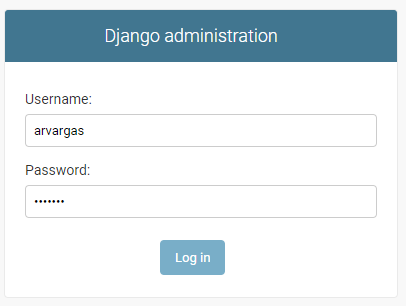 Django administration
Username:
arvargas
Password:
•••••••
Log in